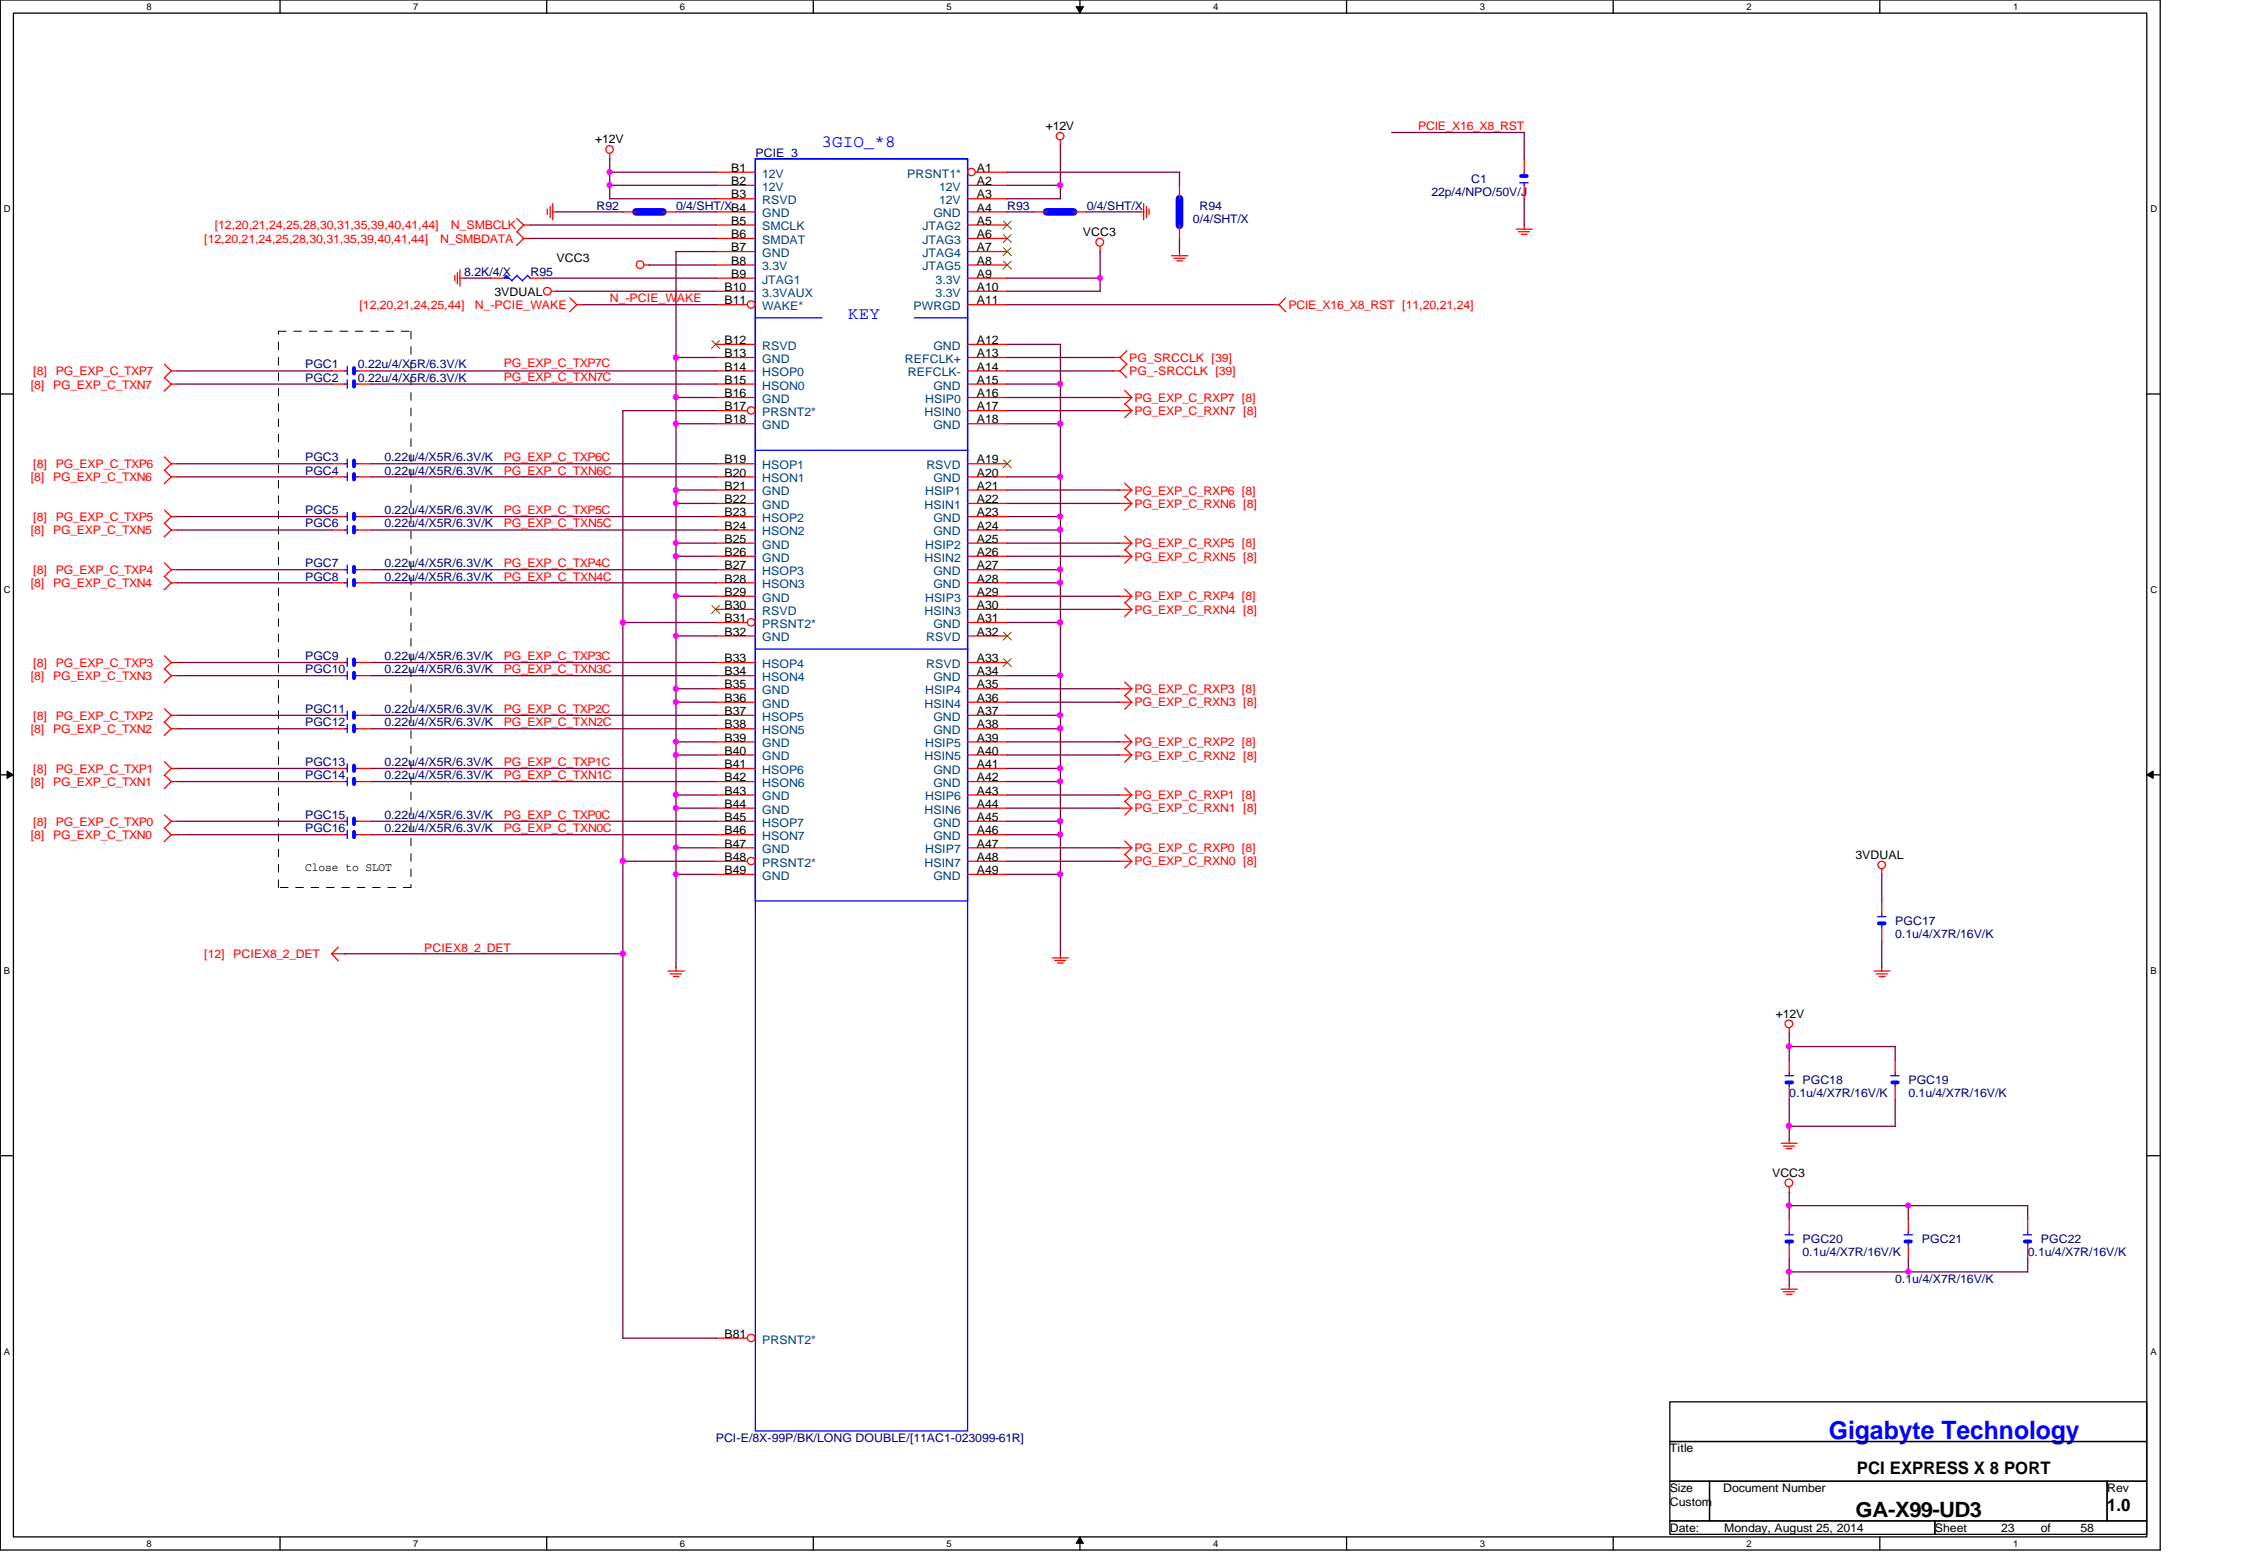 8 7 6 5 4 3 2 1
D
C
B
A
D
C
B
A
+12V
+12V
3GIO_*8
PCIE_3
PCIE_X16_X8_RST
C1
22p/4/NPO/50V/J
B1 12V
B2 12V
B3 RSVD
R92 0/4/SHT/X B4 GND
[12,20,21,24,25,28,30,31,35,39,40,41,44] N_SMBCLK B5 SMCLK
[12,20,21,24,25,28,30,31,35,39,40,41,44] N_SMBDATA B6 SMDAT
B7 GND
VCC3 B8 3.3V
8.2K/4/X R95 B9 JTAG1
3VDUAL B10 3.3VAUX
[12,20,21,24,25,44] N_-PCIE_WAKE N_-PCIE_WAKE B11 WAKE*
KEY
PRSNT1* A1
12V A2
12V A3
GND A4 R93 0/4/SHT/X
R94
0/4/SHT/X
JTAG2 A5
JTAG3 A6
JTAG4 A7
JTAG5 A8
VCC3
3.3V A9
3.3V A10
PWRGD A11 PCIE_X16_X8_RST [11,20,21,24]
B12 RSVD
B13 GND
[8] PG_EXP_C_TXP7 PGC1 0.22u/4/X5R/6.3V/K PG_EXP_C_TXP7C B14 HSOP0
[8] PG_EXP_C_TXN7 PGC2 0.22u/4/X5R/6.3V/K PG_EXP_C_TXN7C B15 HSON0
B16 GND
B17 PRSNT2*
B18 GND
GND A12
REFCLK+ A13 PG_SRCCLK [39]
REFCLK- A14 PG_-SRCCLK [39]
GND A15
HSIP0 A16 PG_EXP_C_RXP7 [8]
HSIN0 A17 PG_EXP_C_RXN7 [8]
GND A18
[8] PG_EXP_C_TXP6 PGC3 0.22u/4/X5R/6.3V/K PG_EXP_C_TXP6C B19 HSOP1
[8] PG_EXP_C_TXN6 PGC4 0.22u/4/X5R/6.3V/K PG_EXP_C_TXN6C B20 HSON1
B21 GND
B22 GND
[8] PG_EXP_C_TXP5 PGC5 0.22u/4/X5R/6.3V/K PG_EXP_C_TXP5C B23 HSOP2
[8] PG_EXP_C_TXN5 PGC6 0.22u/4/X5R/6.3V/K PG_EXP_C_TXN5C B24 HSON2
B25 GND
B26 GND
[8] PG_EXP_C_TXP4 PGC7 0.22u/4/X5R/6.3V/K PG_EXP_C_TXP4C B27 HSOP3
[8] PG_EXP_C_TXN4 PGC8 0.22u/4/X5R/6.3V/K PG_EXP_C_TXN4C B28 HSON3
B29 GND
B30 RSVD
B31 PRSNT2*
B32 GND
RSVD A19
GND A20
HSIP1 A21 PG_EXP_C_RXP6 [8]
HSIN1 A22 PG_EXP_C_RXN6 [8]
GND A23
GND A24
HSIP2 A25 PG_EXP_C_RXP5 [8]
HSIN2 A26 PG_EXP_C_RXN5 [8]
GND A27
GND A28
HSIP3 A29 PG_EXP_C_RXP4 [8]
HSIN3 A30 PG_EXP_C_RXN4 [8]
GND A31
RSVD A32
[8] PG_EXP_C_TXP3 PGC9 0.22u/4/X5R/6.3V/K PG_EXP_C_TXP3C B33 HSOP4
[8] PG_EXP_C_TXN3 PGC10 0.22u/4/X5R/6.3V/K PG_EXP_C_TXN3C B34 HSON4
B35 GND
B36 GND
[8] PG_EXP_C_TXP2 PGC11 0.22u/4/X5R/6.3V/K PG_EXP_C_TXP2C B37 HSOP5
[8] PG_EXP_C_TXN2 PGC12 0.22u/4/X5R/6.3V/K PG_EXP_C_TXN2C B38 HSON5
B39 GND
B40 GND
[8] PG_EXP_C_TXP1 PGC13 0.22u/4/X5R/6.3V/K PG_EXP_C_TXP1C B41 HSOP6
[8] PG_EXP_C_TXN1 PGC14 0.22u/4/X5R/6.3V/K PG_EXP_C_TXN1C B42 HSON6
B43 GND
B44 GND
[8] PG_EXP_C_TXP0 PGC15 0.22u/4/X5R/6.3V/K PG_EXP_C_TXP0C B45 HSOP7
[8] PG_EXP_C_TXN0 PGC16 0.22u/4/X5R/6.3V/K PG_EXP_C_TXN0C B46 HSON7
B47 GND
B48 PRSNT2*
B49 GND
Close to SLOT
RSVD A33
GND A34
HSIP4 A35 PG_EXP_C_RXP3 [8]
HSIN4 A36 PG_EXP_C_RXN3 [8]
GND A37
GND A38
HSIP5 A39 PG_EXP_C_RXP2 [8]
HSIN5 A40 PG_EXP_C_RXN2 [8]
GND A41
GND A42
HSIP6 A43 PG_EXP_C_RXP1 [8]
HSIN6 A44 PG_EXP_C_RXN1 [8]
GND A45
GND A46
HSIP7 A47 PG_EXP_C_RXP0 [8]
HSIN7 A48 PG_EXP_C_RXN0 [8]
GND A49
[12] PCIEX8_2_DET PCIEX8_2_DET
B81 PRSNT2*
PCI-E/8X-99P/BK/LONG DOUBLE/[11AC1-023099-61R]
3VDUAL
PGC17
0.1u/4/X7R/16V/K
+12V
PGC18 PGC19
0.1u/4/X7R/16V/K 0.1u/4/X7R/16V/K
VCC3
PGC20 PGC21 PGC22
0.1u/4/X7R/16V/K 0.1u/4/X7R/16V/K
0.1u/4/X7R/16V/K
Gigabyte Technology
Title
PCI EXPRESS X 8 PORT
Size Document Number Rev
Custom GA-X99-UD3 1.0
Date: Monday, August 25, 2014 Sheet 23 of 58
8 7 6 5 4 3 2 1